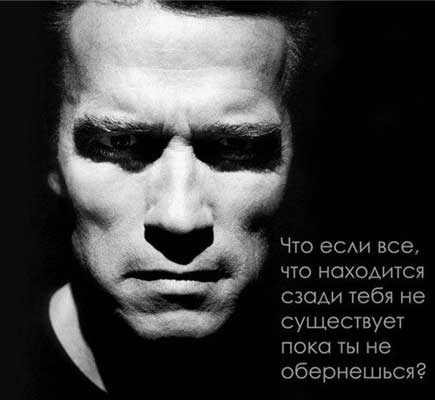 Что если все,
что находится
сзади тебя не
существует
пока ты не
обернешься?